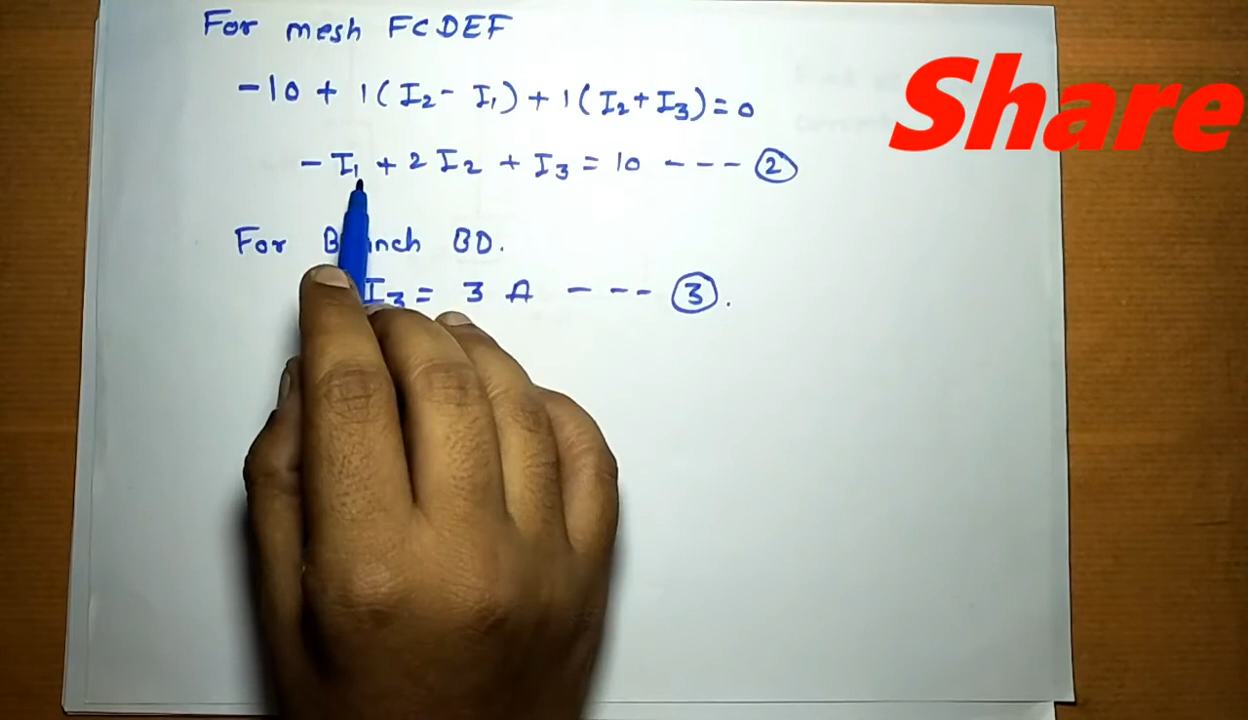 For mesh FCDEF
Share
-10 + 1(I₂ - I₁) + 1(I₂ + I₃) = 0
-I₁ + 2 I₂ + I₃ = 10 --- ②
For BD.
I₃ = 3 A --- ③.